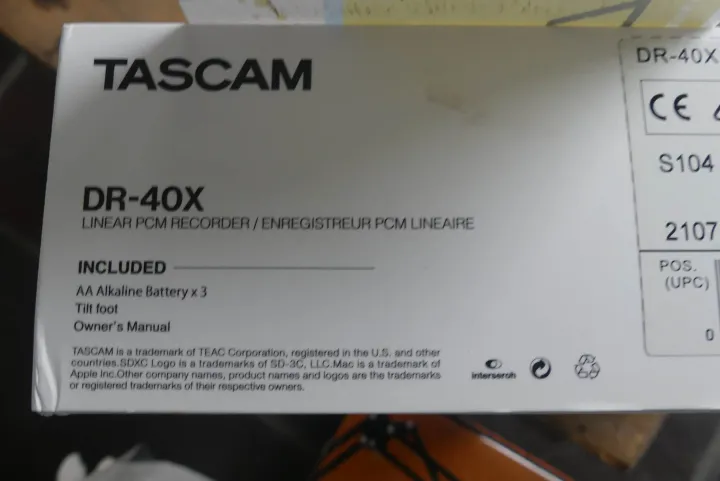 TASCAM
DR-40X
LINEAR PCM RECORDER / ENREGISTREUR PCM LINEAIRE
INCLUDED
AA Alkaline Battery x 3
Tilt foot
Owner's Manual
TASCAM is a trademark of TEAC Corporation, registered in the U.S. and other
countries.SDXC Logo is a trademark of SD-3C, LLC.Mac is a trademark of
Apple Inc.Other company names, product names and logos are the trademarks
or registered trademarks of their respective owners.
interseroh
DR-40X
CE
S104
2107
POS.
(UPC)
0